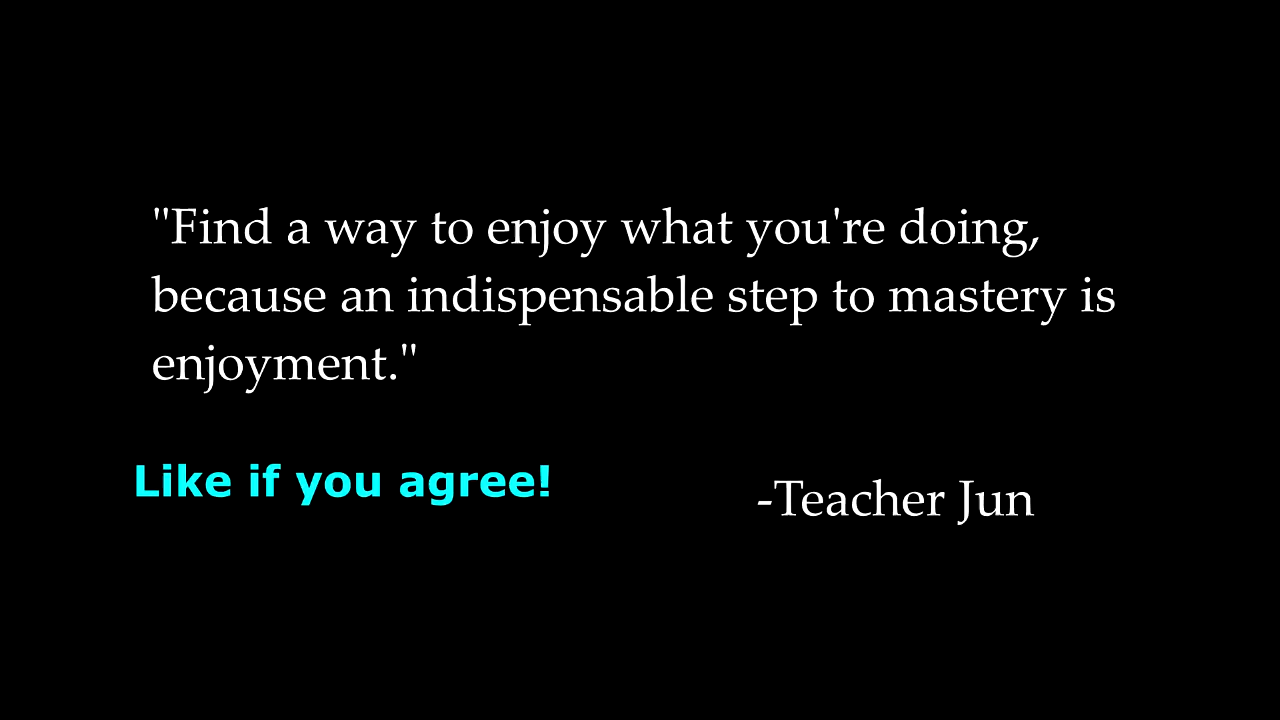 "Find a way to enjoy what you're doing,
because an indispensable step to mastery is
enjoyment."
Like if you agree!
-Teacher Jun